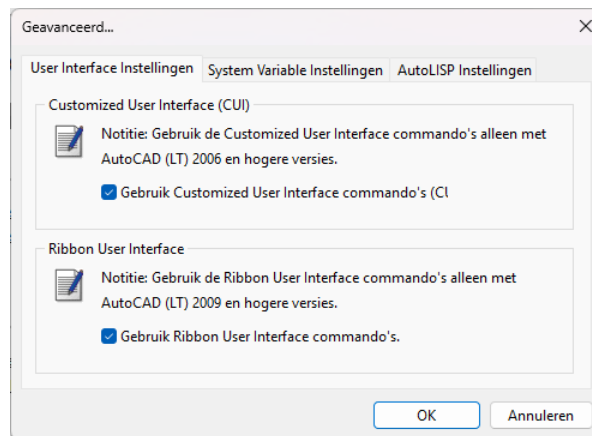 Geavanceerd...
User Interface Instellingen System Variable Instellingen AutoLISP Instellingen
Customized User Interface (CUI)
Notitie: Gebruik de Customized User Interface commando's alleen met
AutoCAD (LT) 2006 en hogere versies.
Gebruik Customized User Interface commando's (CU
Ribbon User Interface
Notitie: Gebruik de Ribbon User Interface commando's alleen met
AutoCAD (LT) 2009 en hogere versies.
Gebruik Ribbon User Interface commando's.
OK Annuleren